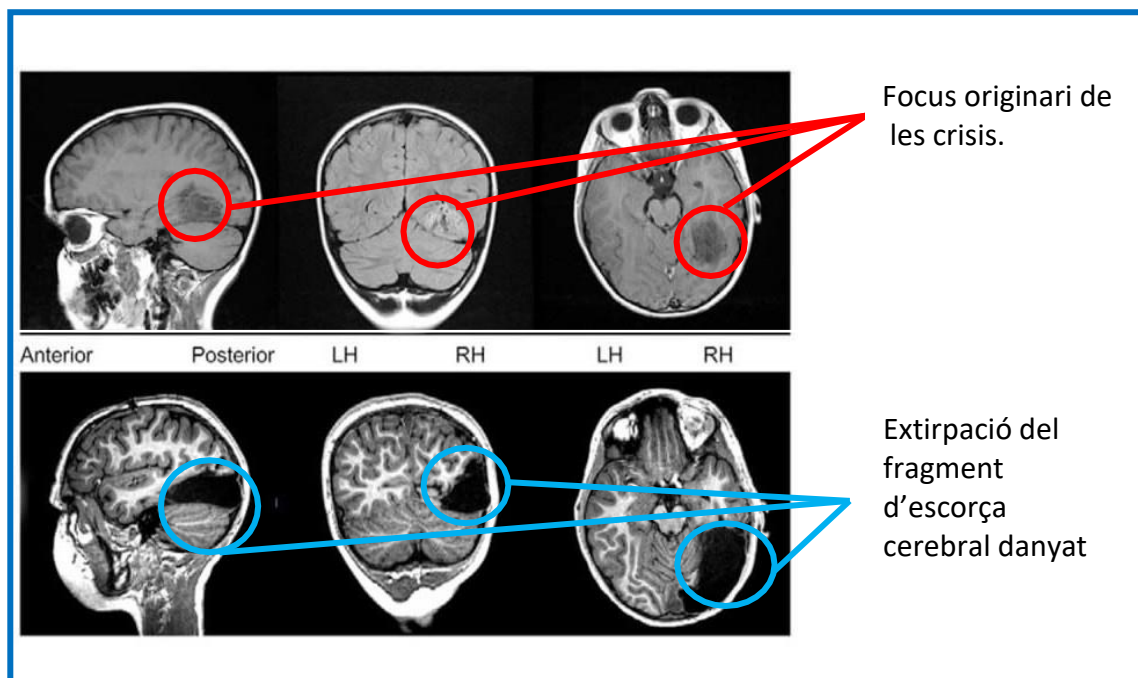 Focus originari de
les crisis.
Anterior Posterior LH RH LH RH
Extirpació del
fragment
d’escorça
cerebral danyat